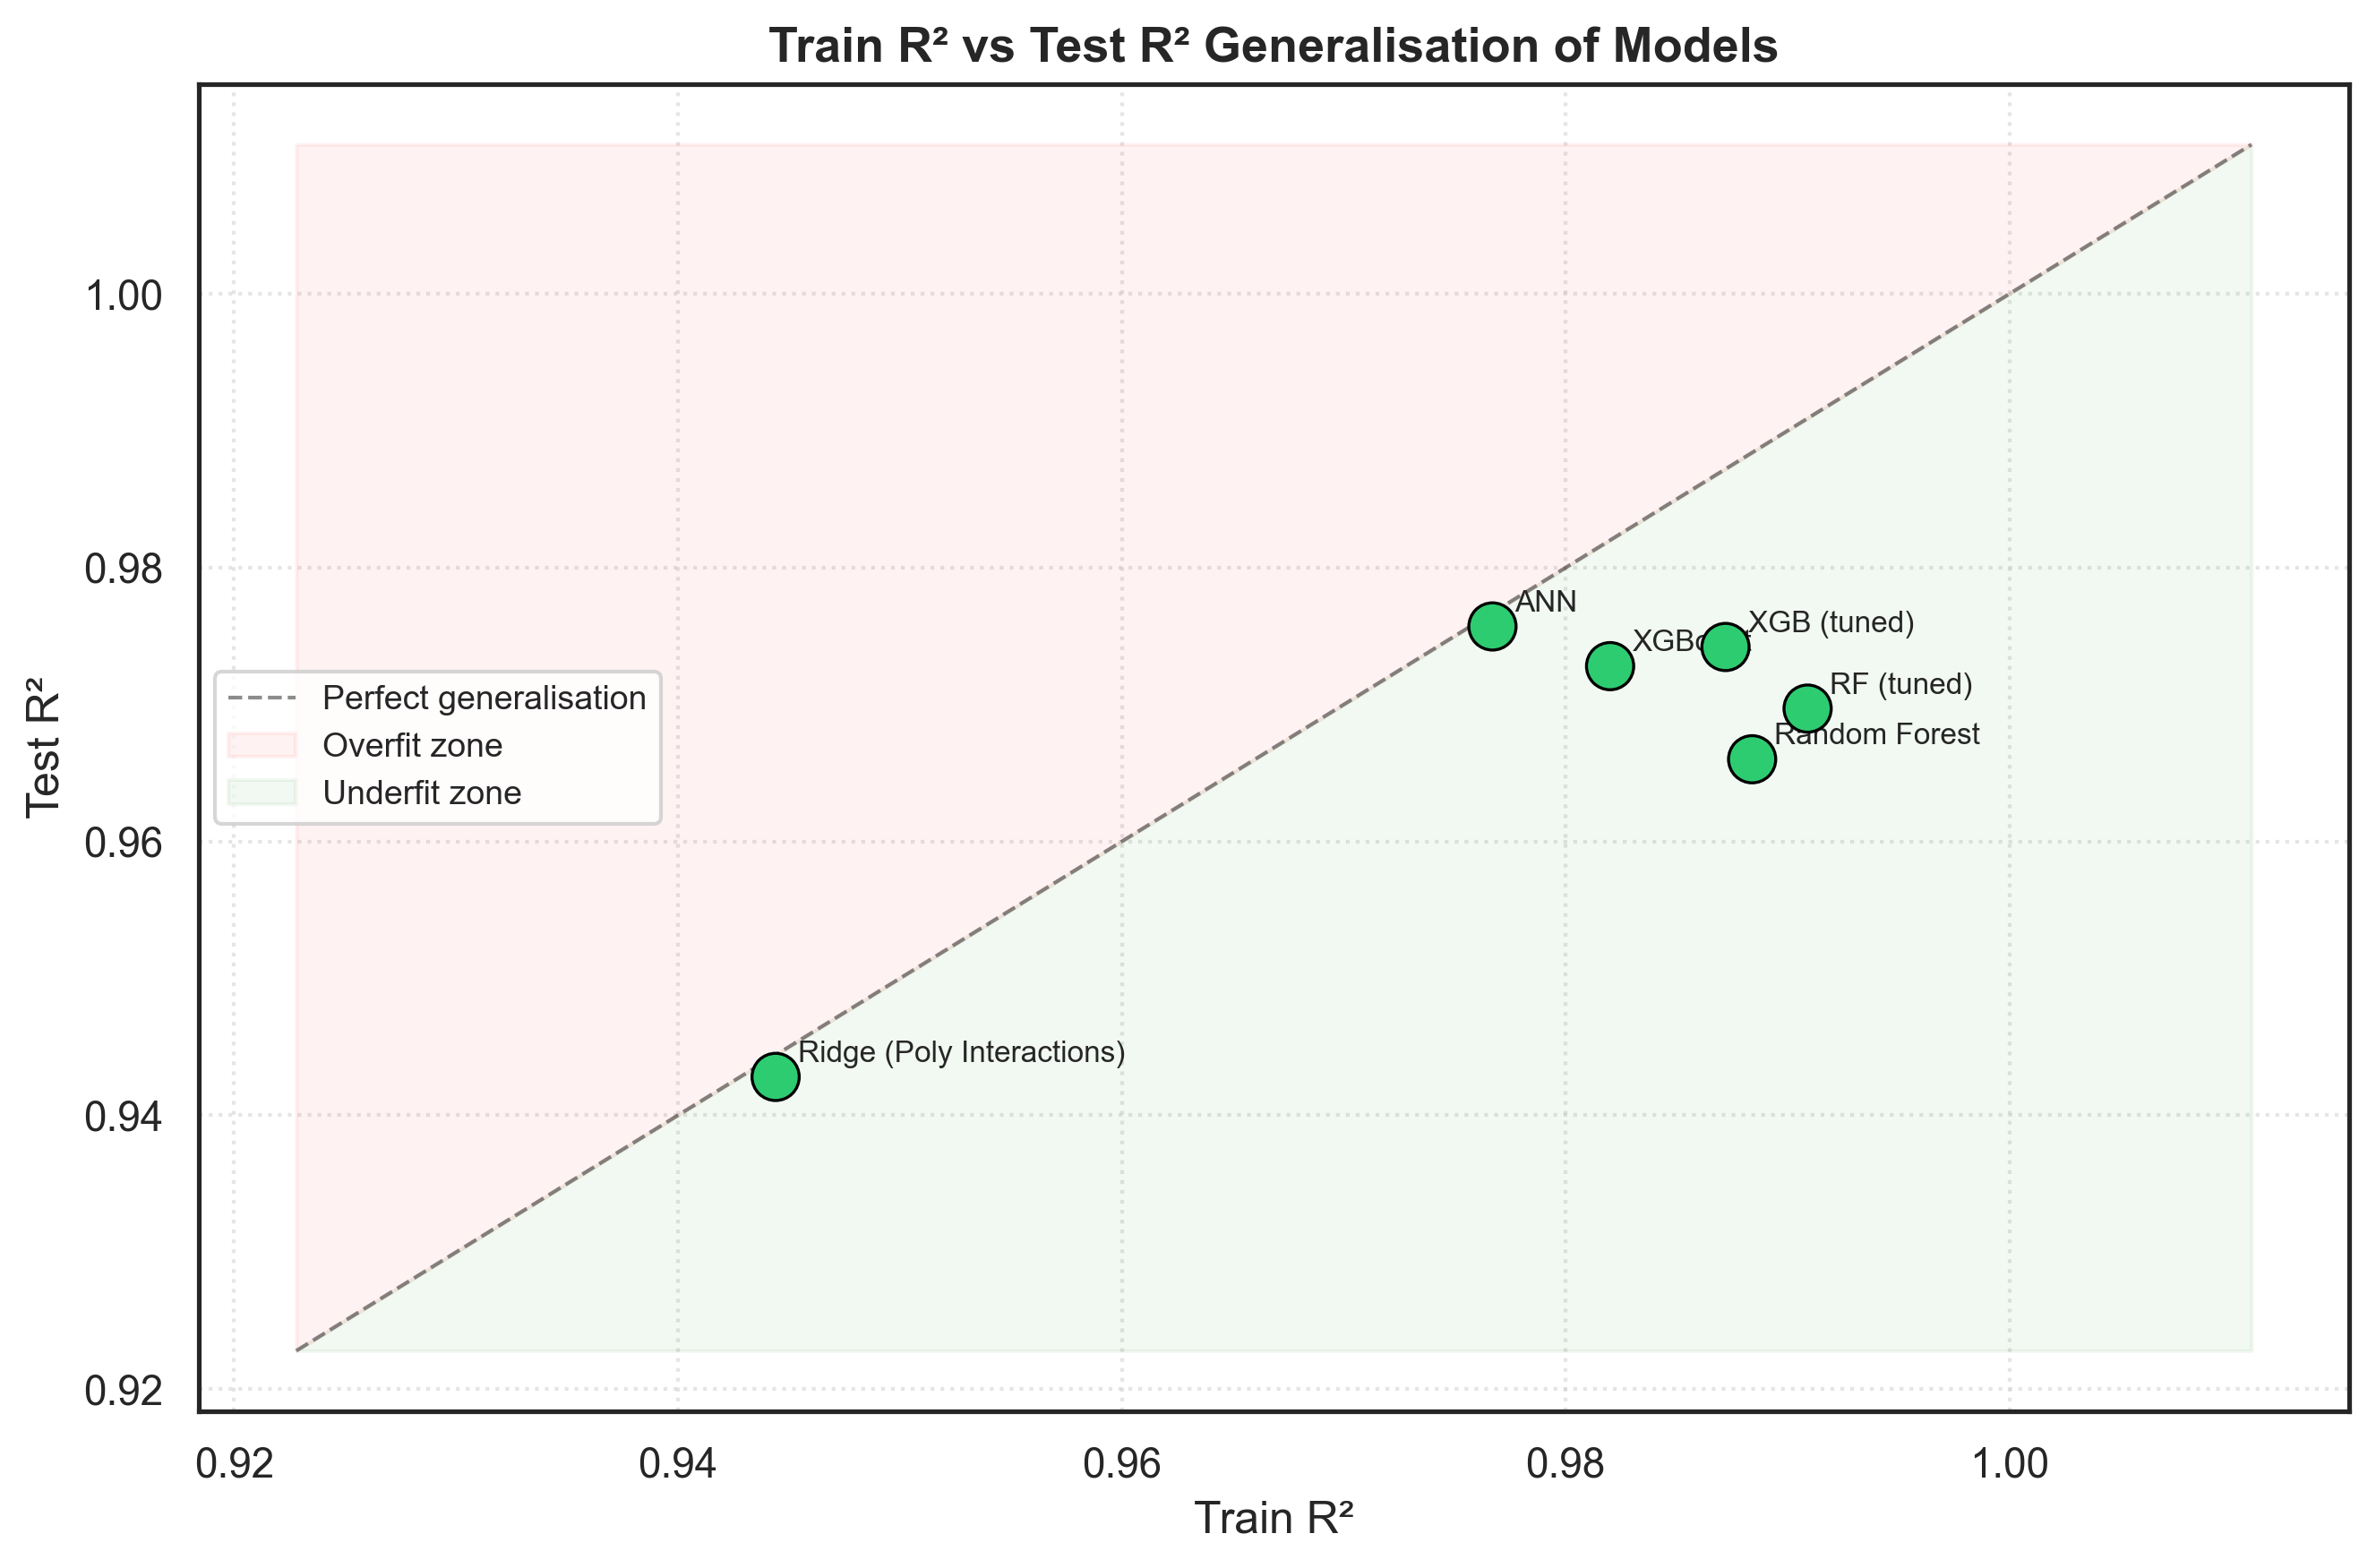 Train R² vs Test R² Generalisation of Models
Test R²
1.00
0.98
0.96
0.94
0.92
ANN
XGB (tuned)
RF (tuned)
Random Forest
Ridge (Poly Interactions)
Perfect generalisation
Overfit zone
Underfit zone
0.92
0.94
0.96
0.98
1.00
Train R²